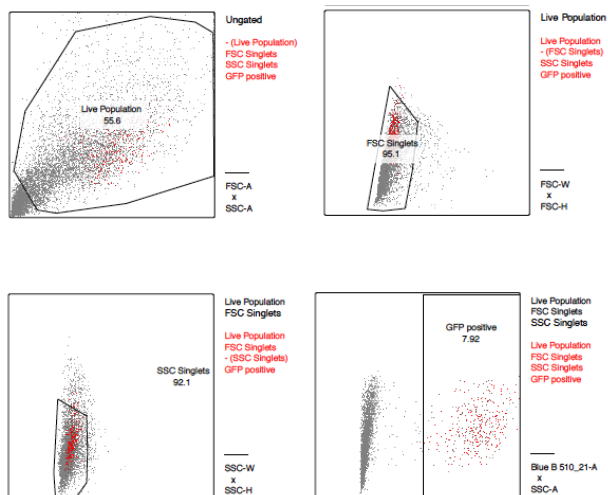 Ungated
- (Live Population)
FSC Singlets
SSC Singlets
GFP positive
Live Population
55.6
FSC-A
x
SSC-A
Live Population
Live Population
- (FSC Singlets)
SSC Singlets
GFP positive
FSC Singlets
95.1
FSC-W
x
FSC-H
Live Population
FSC Singlets
Live Population
FSC Singlets
- (SSC Singlets)
GFP positive
SSC Singlets
92.1
SSC-W
x
SSC-H
Live Population
FSC Singlets
SSC Singlets
Live Population
FSC Singlets
SSC Singlets
GFP positive
GFP positive
7.92
Blue B 510_21-A
x
SSC-A